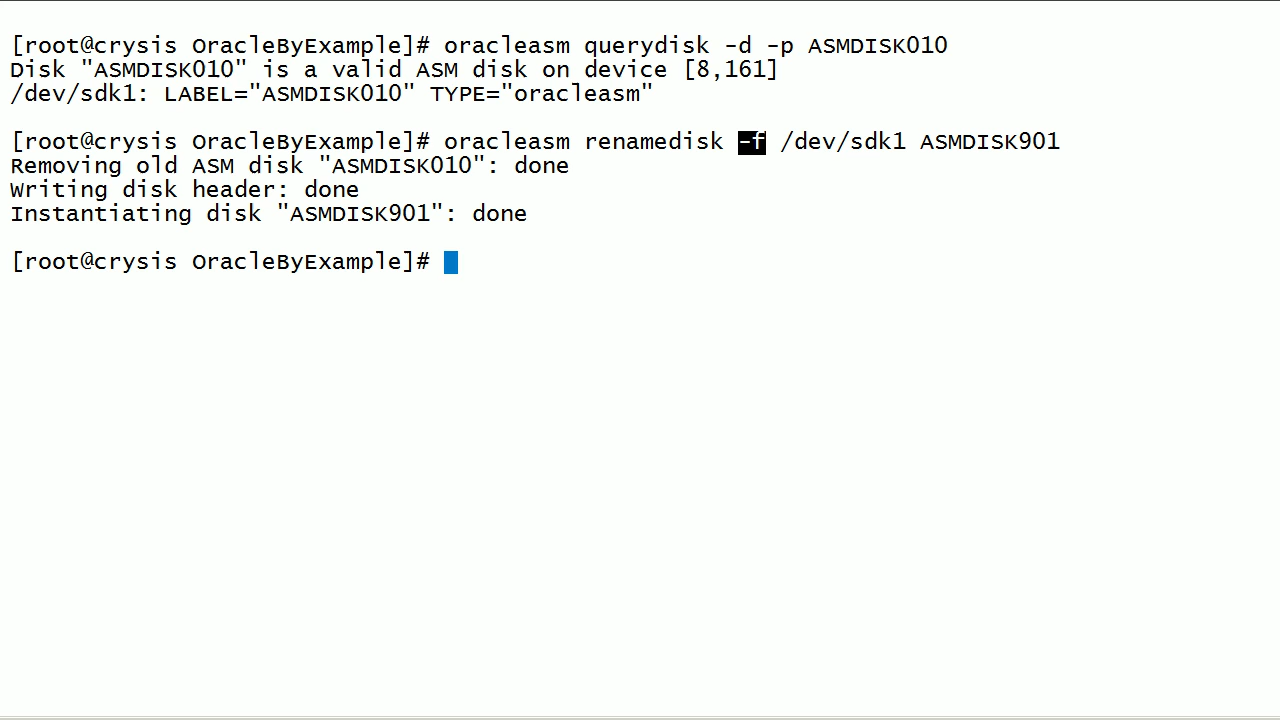 [root@crysis OracleByExample]# oracleasm querydisk -d -p ASMDISK010
Disk "ASMDISK010" is a valid ASM disk on device [8,161]
/dev/sdk1: LABEL="ASMDISK010" TYPE="oracleasm"
[root@crysis OracleByExample]# oracleasm renamedisk -f /dev/sdk1 ASMDISK901
Removing old ASM disk "ASMDISK010": done
Writing disk header: done
Instantiating disk "ASMDISK901": done
[root@crysis OracleByExample]#